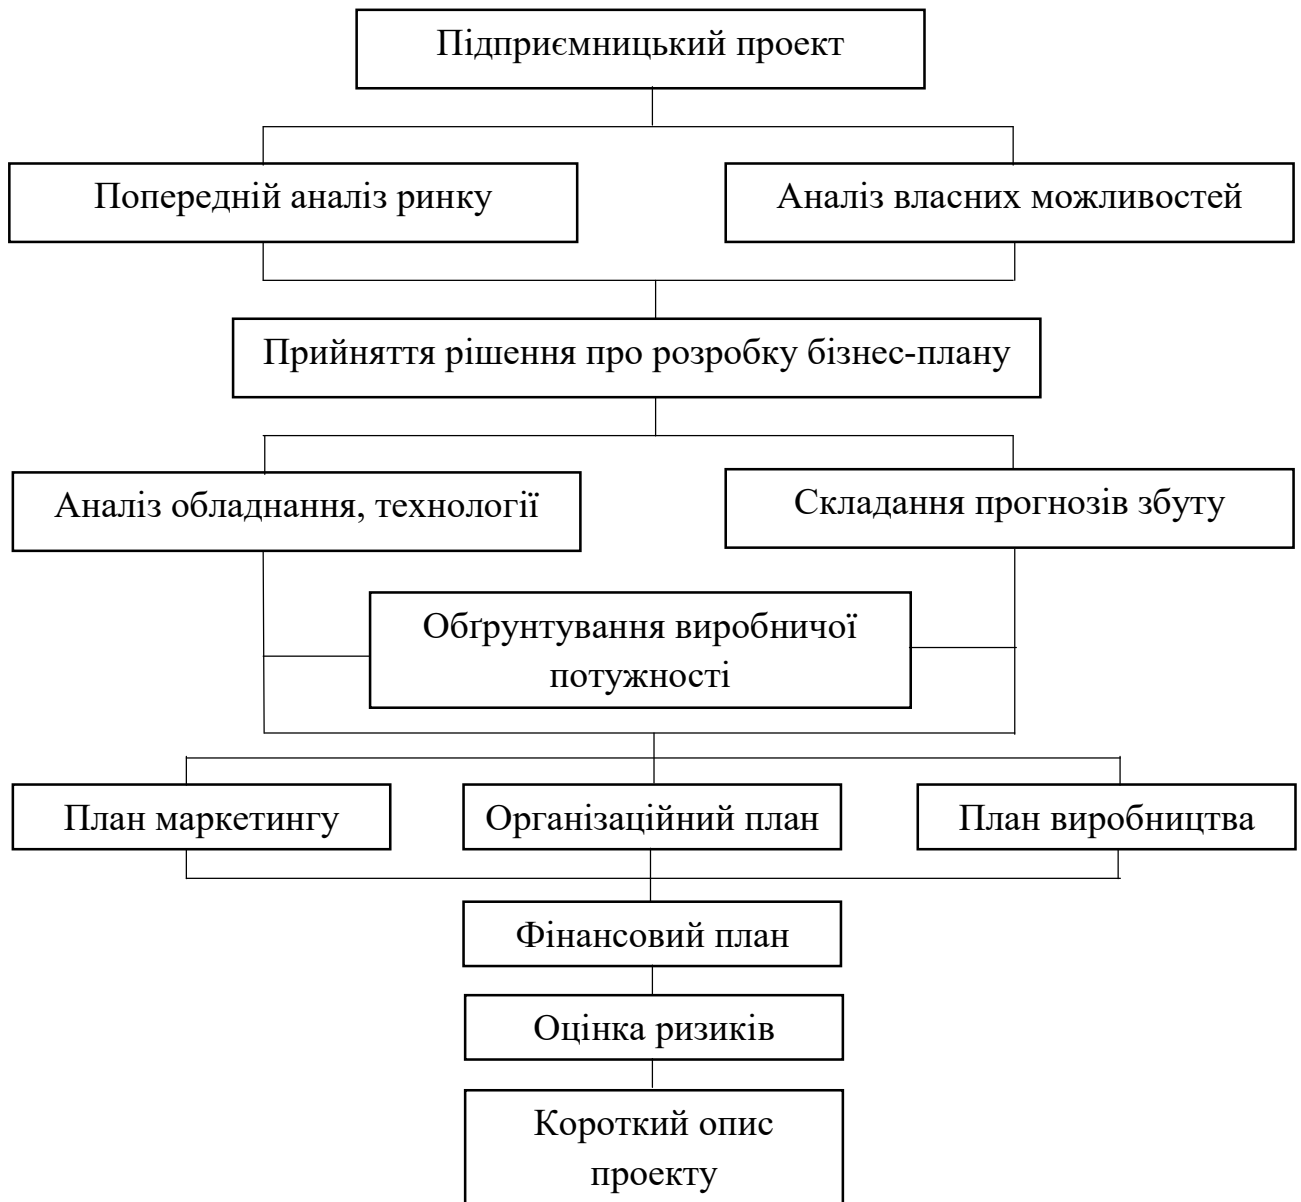 Підприємницький проект
Попередній аналіз ринку
Аналіз власних можливостей
Прийняття рішення про розробку бізнес-плану
Аналіз обладнання, технології
Складання прогнозів збуту
Обґрунтування виробничої
потужності
План маркетингу
Організаційний план
План виробництва
Фінансовий план
Оцінка ризиків
Короткий опис
проекту